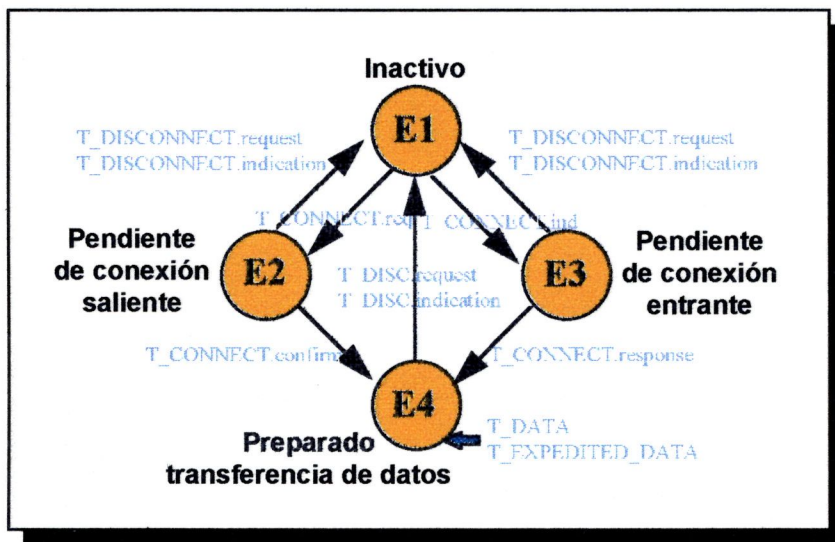 Inactivo
E1
T_DISCONNECT.request
T_DISCONNECT.indication
T_DISCONNECT.request
T_DISCONNECT.indication
T_CONNECT.req
T_CONNECT.ind
Pendiente
de conexión
saliente
E2
T_DISC.request
T_DISC.indication
E3
Pendiente
de conexión
entrante
T_CONNECT.confirm
T_CONNECT.response
E4
Preparado
transferencia de datos
T_DATA
T_EXPEDITED_DATA